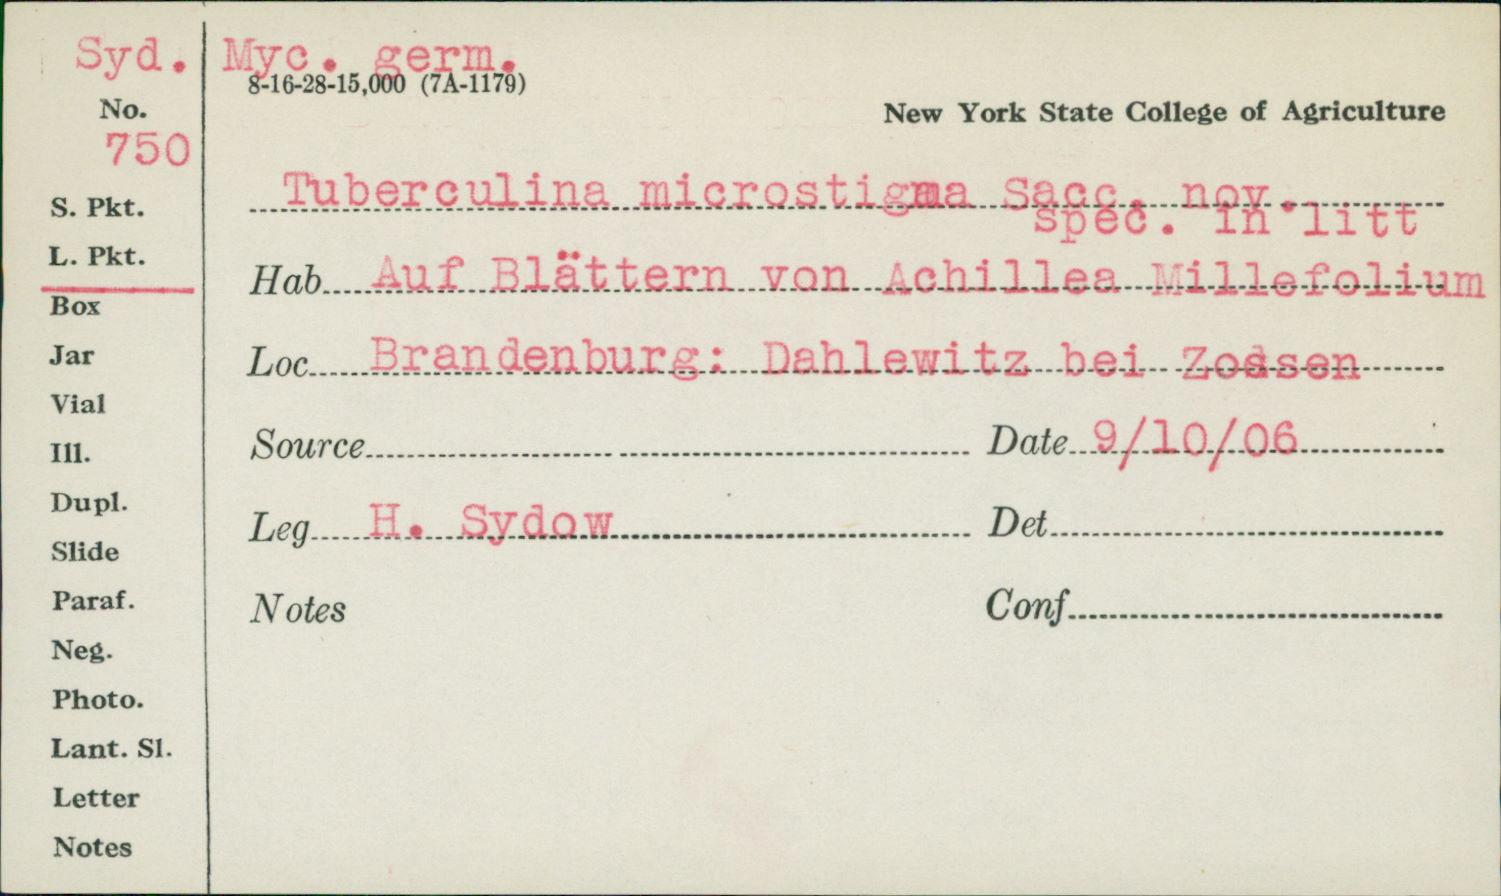 Syd. Myc. germ.
8-16-28-15,000 (7A-1179)
No.
New York State College of Agriculture
750
Tuberculina microstigma Sacc. nov.
spec. in litt
S. Pkt.
L. Pkt.
Hab Auf Blättern von Achillea Millefolium
Box
Jar
Loc Brandenburg: Dahlewitz bei Zossen
Vial
Ill.
Source Date 9/10/06
Dupl.
Leg H. Sydow Det
Slide
Paraf.
Notes Conf
Neg.
Photo.
Lant. Sl.
Letter
Notes